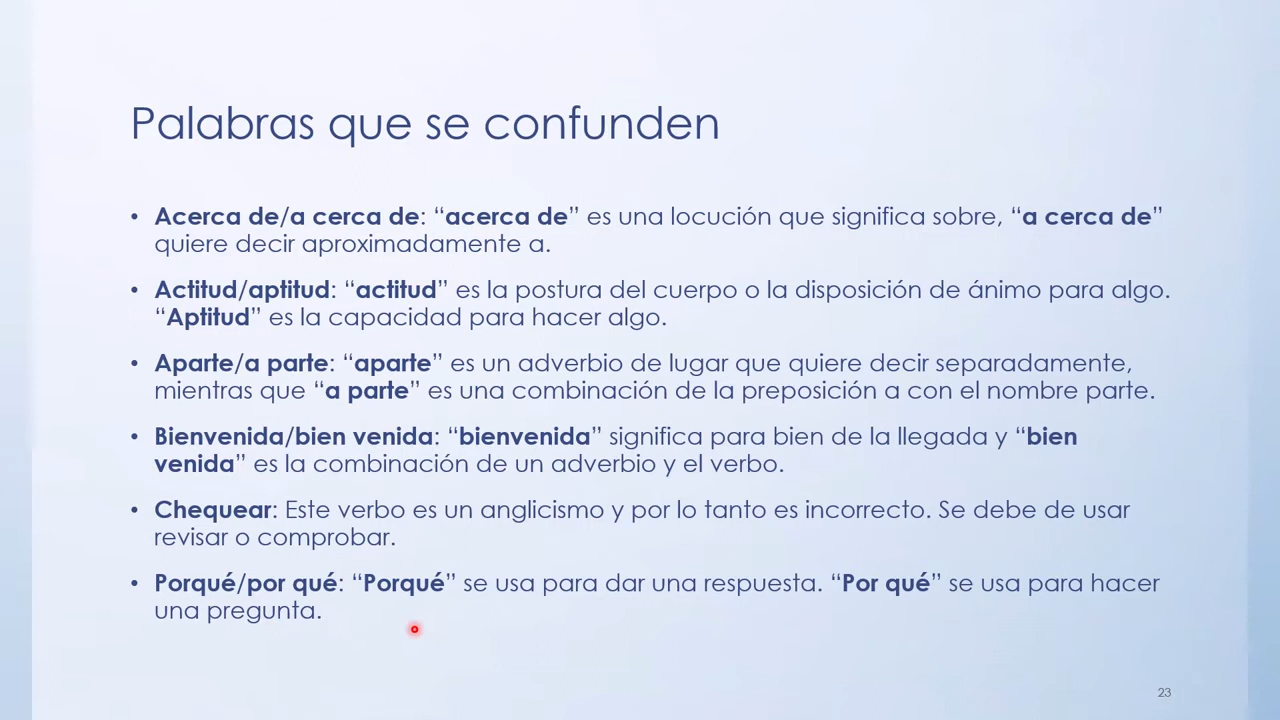 Palabras que se confunden
• Acerca de/a cerca de: “acerca de” es una locución que significa sobre, “a cerca de”
quiere decir aproximadamente a.
• Actitud/aptitud: “actitud” es la postura del cuerpo o la disposición de ánimo para algo.
“Aptitud” es la capacidad para hacer algo.
• Aparte/a parte: “aparte” es un adverbio de lugar que quiere decir separadamente,
mientras que “a parte” es una combinación de la preposición a con el nombre parte.
• Bienvenida/bien venida: “bienvenida” significa para bien de la llegada y “bien
venida” es la combinación de un adverbio y el verbo.
• Chequear: Este verbo es un anglicismo y por lo tanto es incorrecto. Se debe de usar
revisar o comprobar.
• Porqué/por qué: “Porqué” se usa para dar una respuesta. “Por qué” se usa para hacer
una pregunta.
23